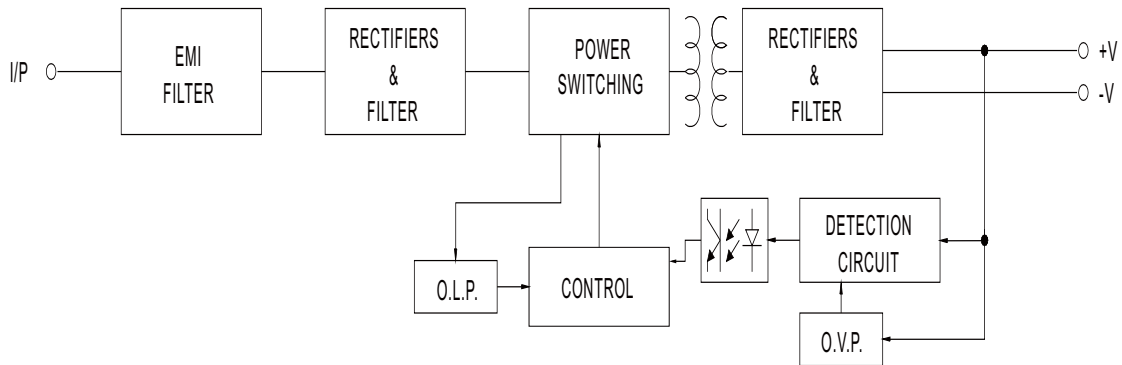 I/P
EMI
FILTER
RECTIFIERS
&
FILTER
POWER
SWITCHING
RECTIFIERS
&
FILTER
+V
-V
DETECTION
CIRCUIT
O.L.P.
CONTROL
O.V.P.